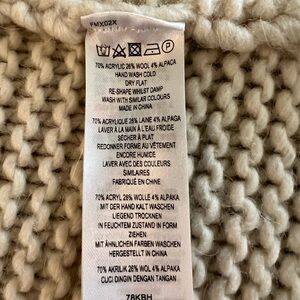 FMX02X
70% ACRYLIC 26% WOOL 4% ALPACA
HAND WASH COLD
DRY FLAT
RE-SHAPE WHILST DAMP
WASH WITH SIMILAR COLOURS
MADE IN CHINA
70% ACRYLIQUE 26% LAINE 4% ALPAGA
LAVER À LA MAIN À L'EAU FROIDE
SÉCHER À PLAT
REDONNER FORME AU VÊTEMENT
ENCORE HUMIDE
LAVER AVEC DES COULEURS
SIMILAIRES
FABRIQUÉ EN CHINE
70% ACRYL 26% WOLLE 4% ALPAKA
MIT DER HAND KALT WASCHEN
LIEGEND TROCKNEN
IN FEUCHTEM ZUSTAND IN FORM
ZIEHEN
MIT ÄHNLICHEN FARBEN WASCHEN
HERGESTELLT IN CHINA
70% AKRILIK 26% WOL 4% ALPAKA
CUCI DINGIN DENGAN TANGAN
78KBH